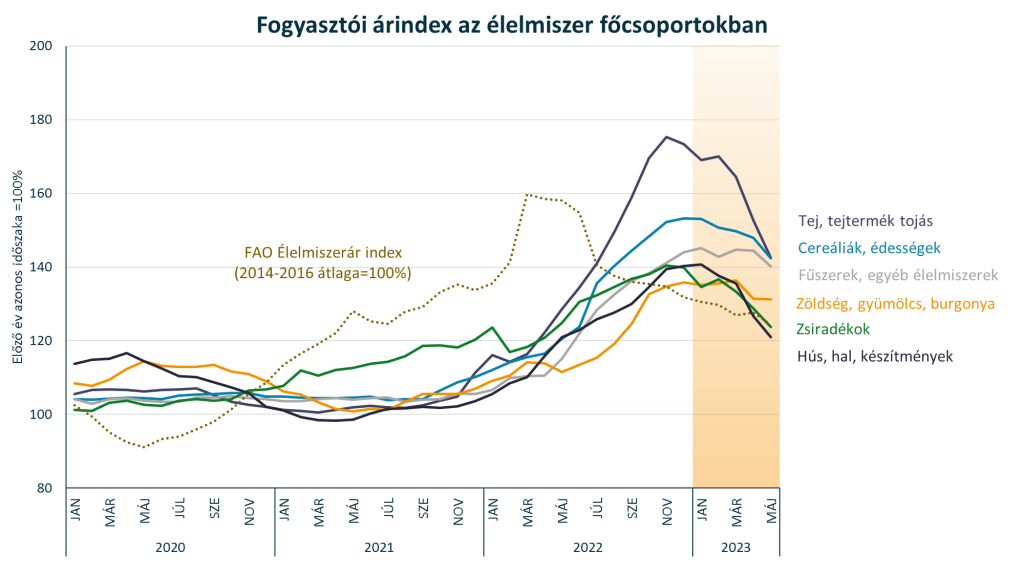 Fogyasztói árindex az élelmiszer főcsoportokban
Előző év azonos időszaka =100%
200
180
160
140
120
100
80
FAO Élelmiszerár index
(2014-2016 átlaga=100%)
Tej, tejtermék tojás
Cereáliák, édességek
Fűszerek, egyéb élelmiszerek
Zöldség, gyümölcs, burgonya
Zsiradékok
Hús, hal, készítmények
JAN MÁR MÁJ JÚL SZE NOV JAN MÁR MÁJ JÚL SZE NOV JAN MÁR MÁJ JÚL SZE NOV JAN MÁR MÁJ
2020 2021 2022 2023